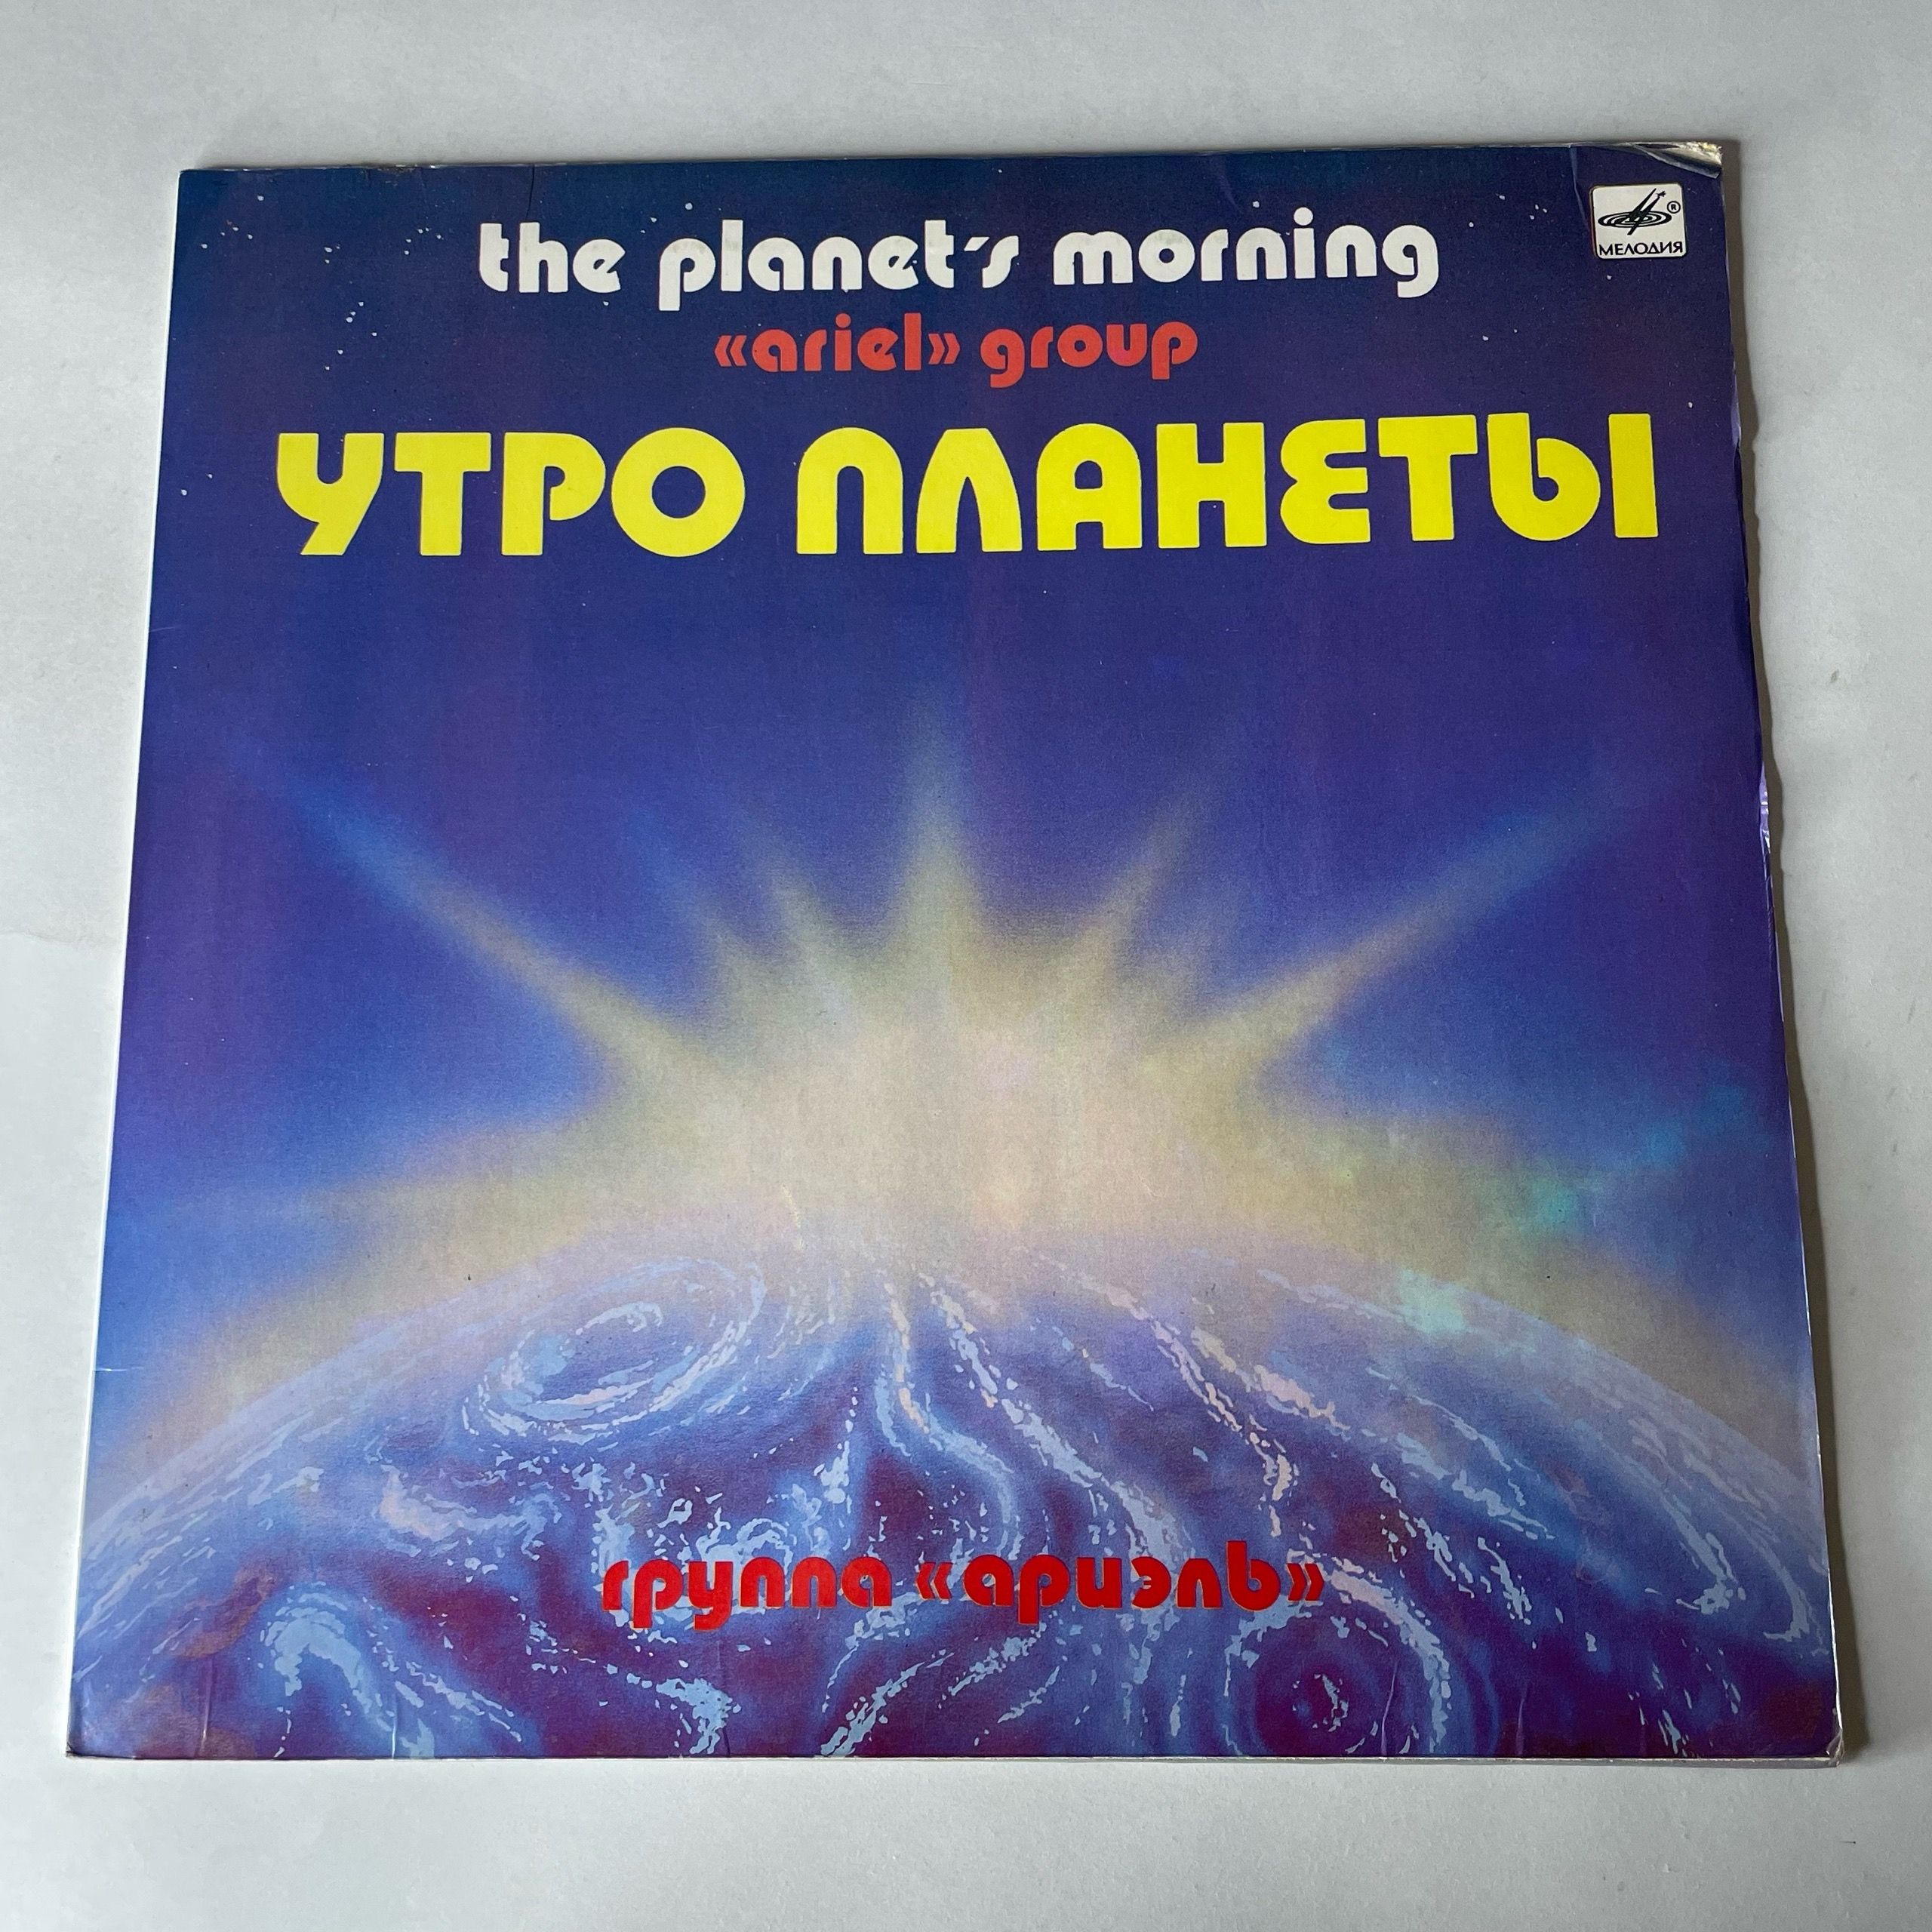 the planet's morning
®
МЕЛОДИЯ
«ariel» group
УТРО ПЛАНЕТЫ
группа «ариэль»